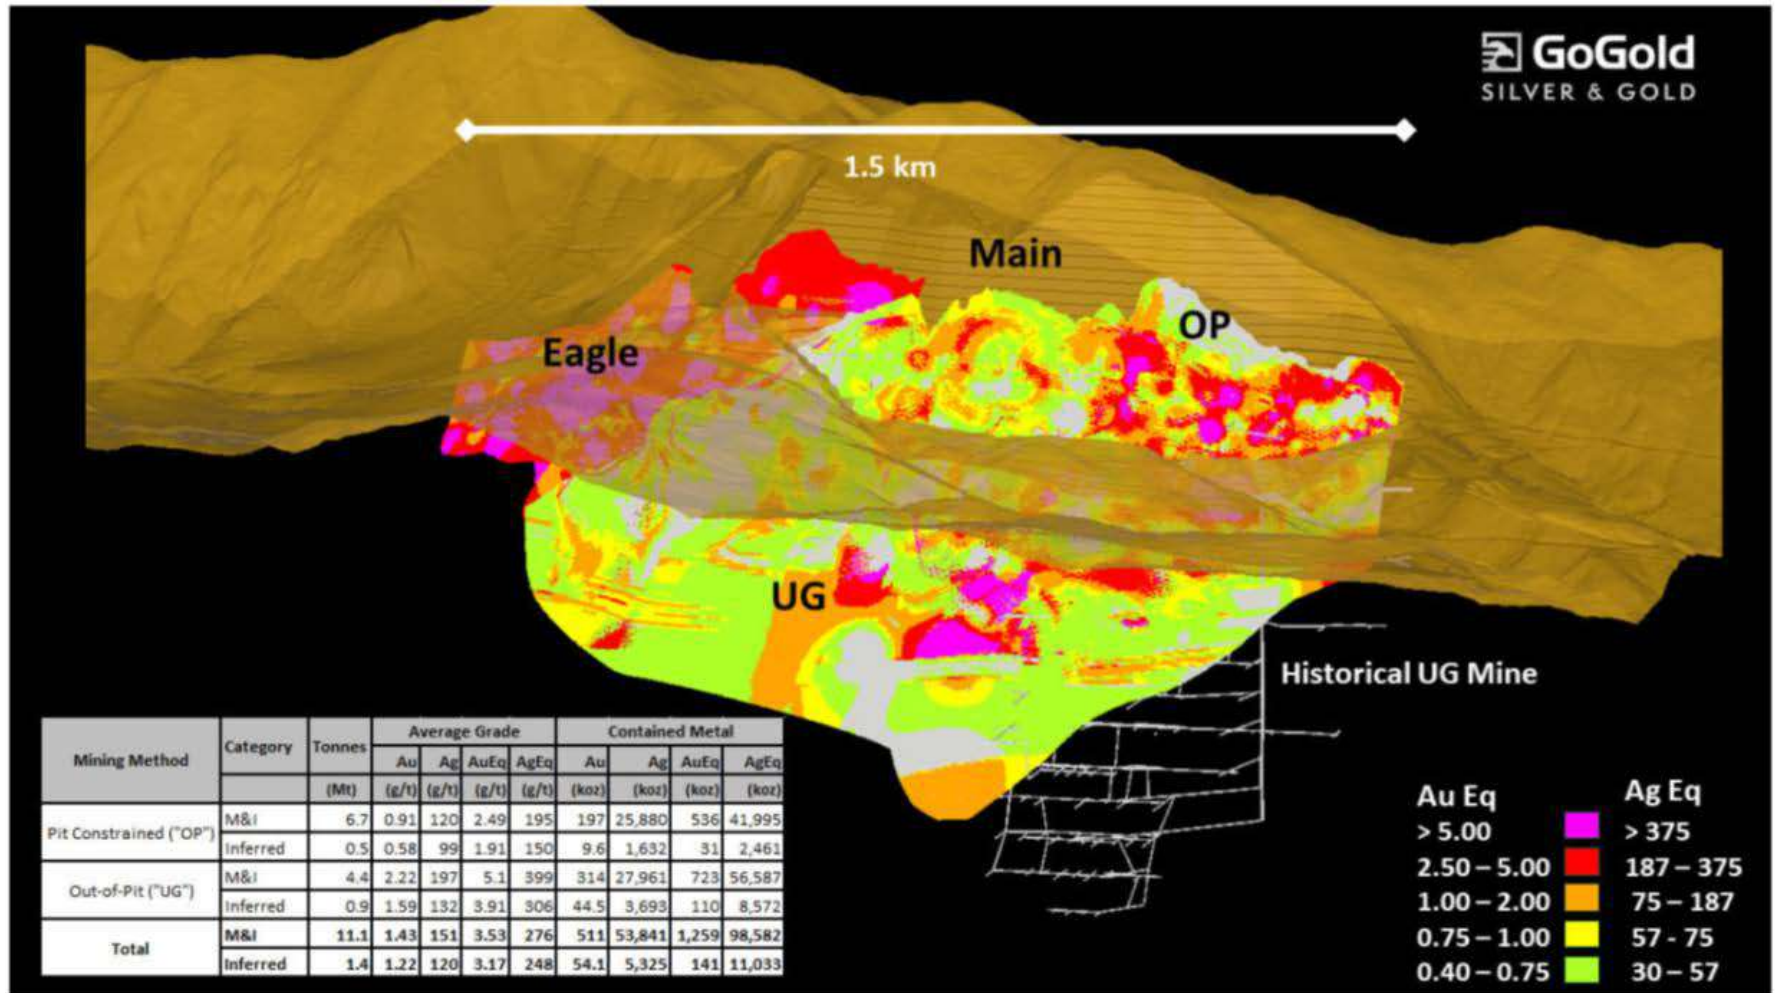 GoGold
SILVER & GOLD
1.5 km
Main
OP
Eagle
UG
Historical UG Mine
Mining Method Category Tonnes Average Grade Contained Metal
Au Ag AuEq AgEq Au Ag AuEq AgEq
(Mt) (g/t) (g/t) (g/t) (g/t) (koz) (koz) (koz) (koz)
Pit Constrained ("OP") M&I 6.7 0.91 120 2.49 195 197 25,880 536 41,995
Inferred 0.5 0.58 99 1.91 150 9.6 1,632 31 2,461
Out-of-Pit ("UG") M&I 4.4 2.22 197 5.1 399 314 27,961 723 56,587
Inferred 0.9 1.59 132 3.91 306 44.5 3,693 110 8,572
Total M&I 11.1 1.43 151 3.53 276 511 53,841 1,259 98,582
Inferred 1.4 1.22 120 3.17 248 54.1 5,325 141 11,033
Au Eq Ag Eq
> 5.00 > 375
2.50 – 5.00 187 – 375
1.00 – 2.00 75 – 187
0.75 – 1.00 57 - 75
0.40 – 0.75 30 – 57